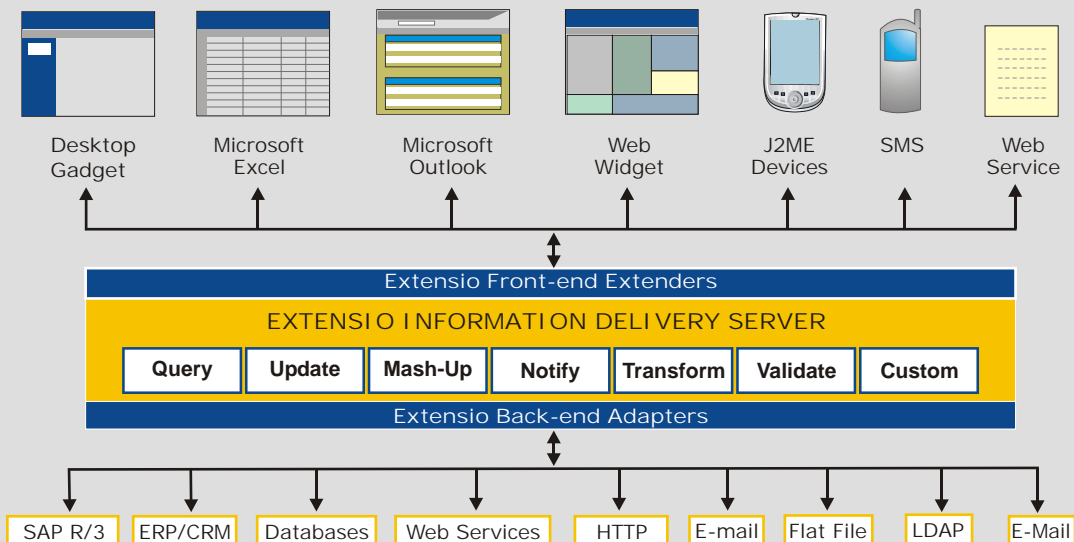 Desktop
Gadget
Microsoft
Excel
Microsoft
Outlook
Web
Widget
J2ME
Devices
SMS
Web
Service
Extensio Front-end Extenders
EXTENSIO INFORMATION DELIVERY SERVER
Query
Update
Mash-Up
Notify
Transform
Validate
Custom
Extensio Back-end Adapters
SAP R/3
ERP/CRM
Databases
Web Services
HTTP
E-mail
Flat File
LDAP
E-Mail